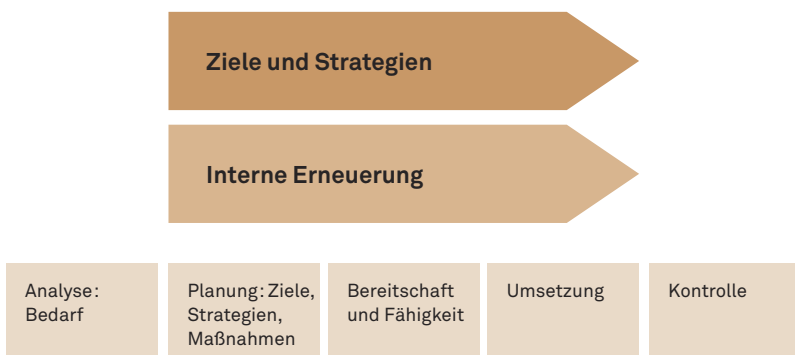 Ziele und Strategien
Interne Erneuerung
Analyse:
Bedarf
Planung: Ziele,
Strategien,
Maßnahmen
Bereitschaft
und Fähigkeit
Umsetzung
Kontrolle